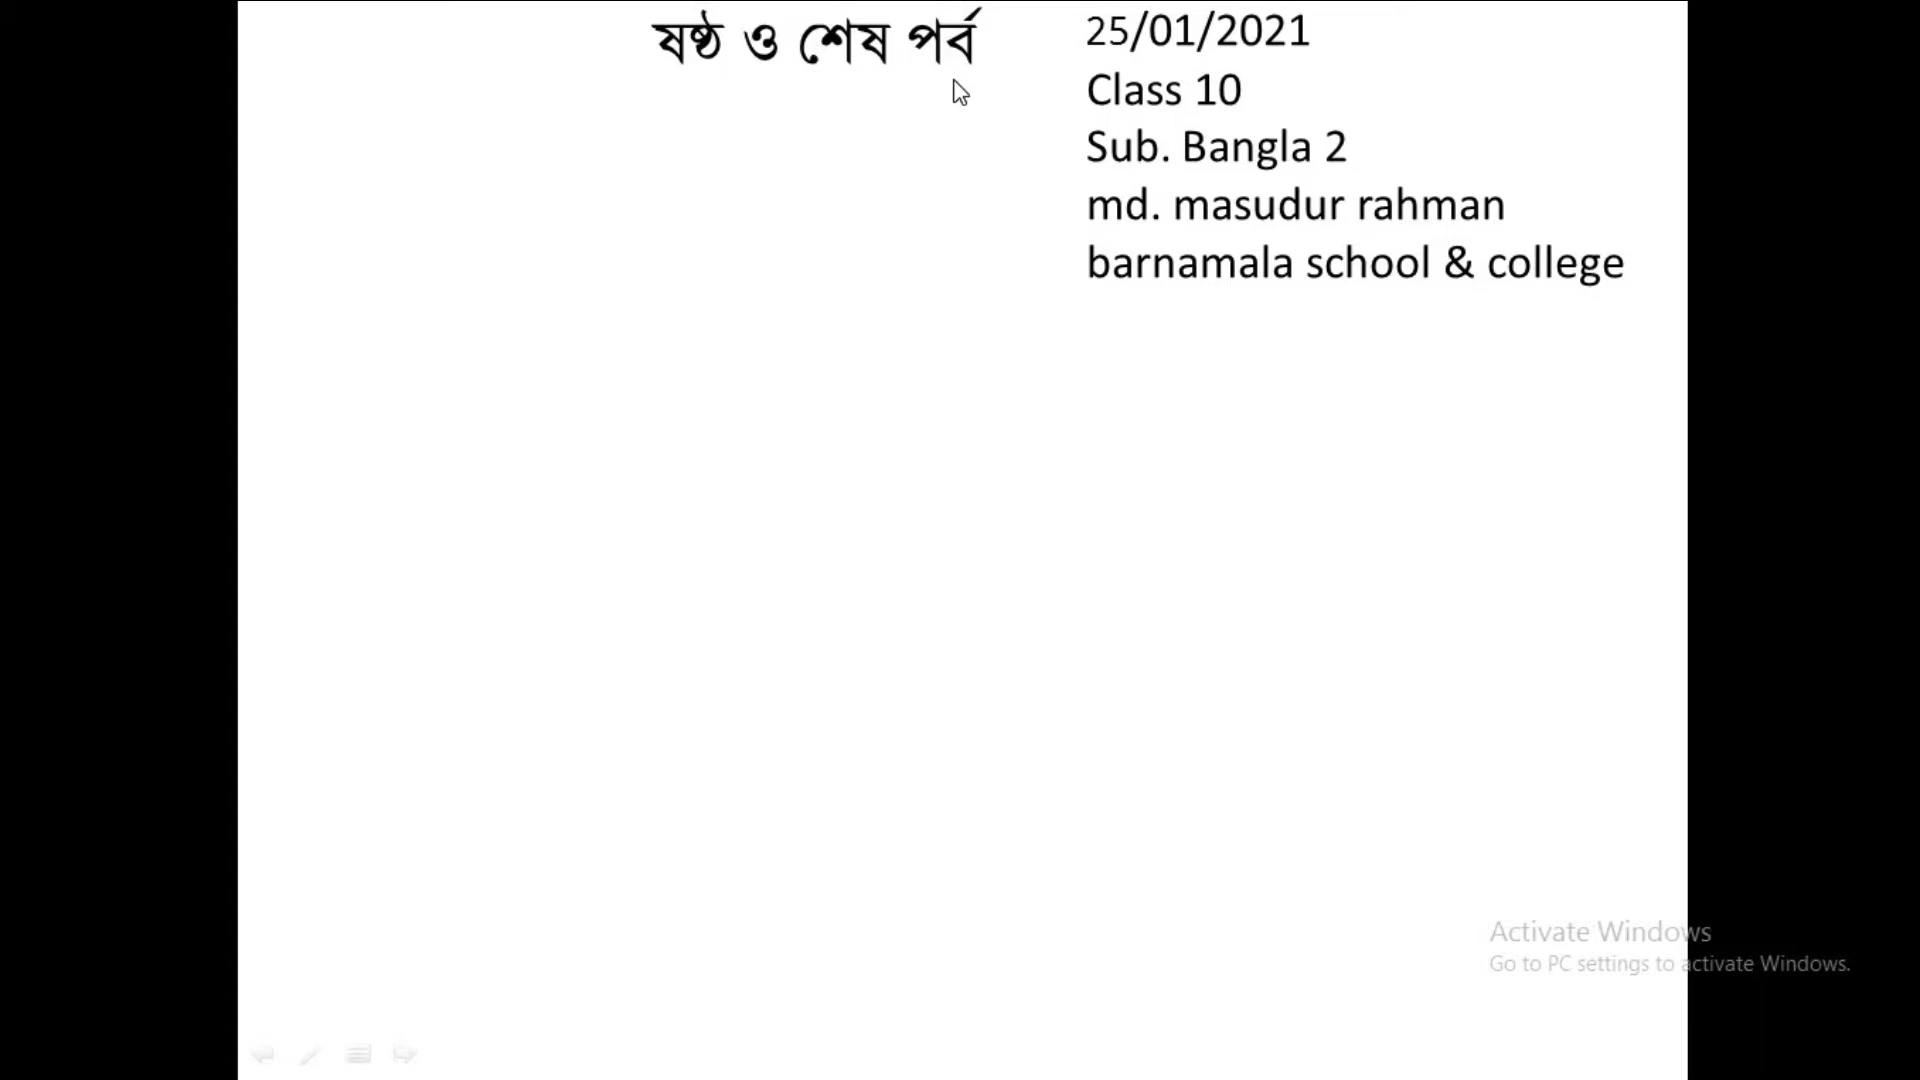 ষষ্ঠ ও শেষ পর্ব
25/01/2021
Class 10
Sub. Bangla 2
md. masudur rahman
barnamala school & college
Activate Windows
Go to PC settings to activate Windows.